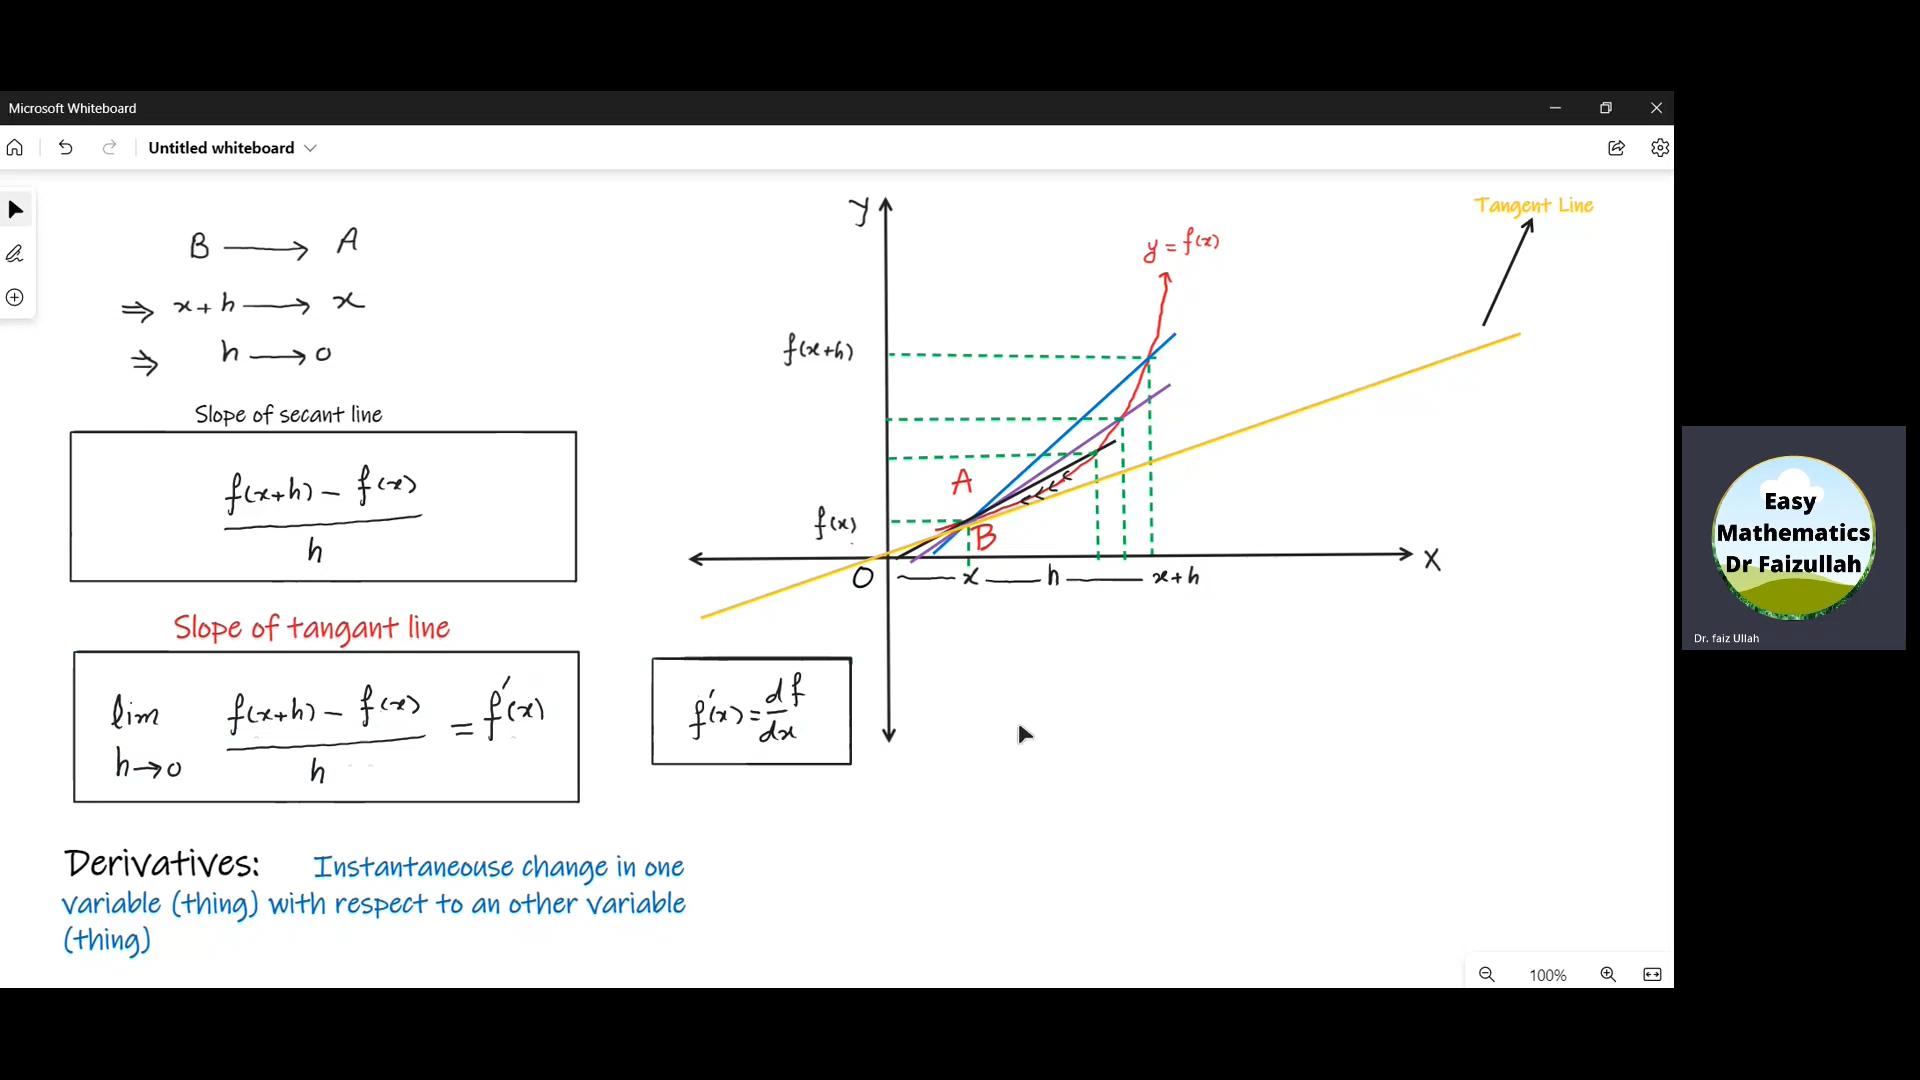 Microsoft Whiteboard
Untitled whiteboard
B ⟶ A
⇒ x+h ⟶ x
⇒ h ⟶ 0
Slope of secant line
f(x+h) – f(x)
h
Slope of tangant line
lim f(x+h) – f(x) = f'(x)
h→0 h
f'(x) = df
dx
Derivatives: Instantaneouse change in one
variable (thing) with respect to an other variable
(thing)
y
y = f(x)
Tangent Line
f(x+h)
A
f(x)
B
O x h x+h
X
100%
Easy
Mathematics
Dr Faizullah
Dr. faiz Ullah